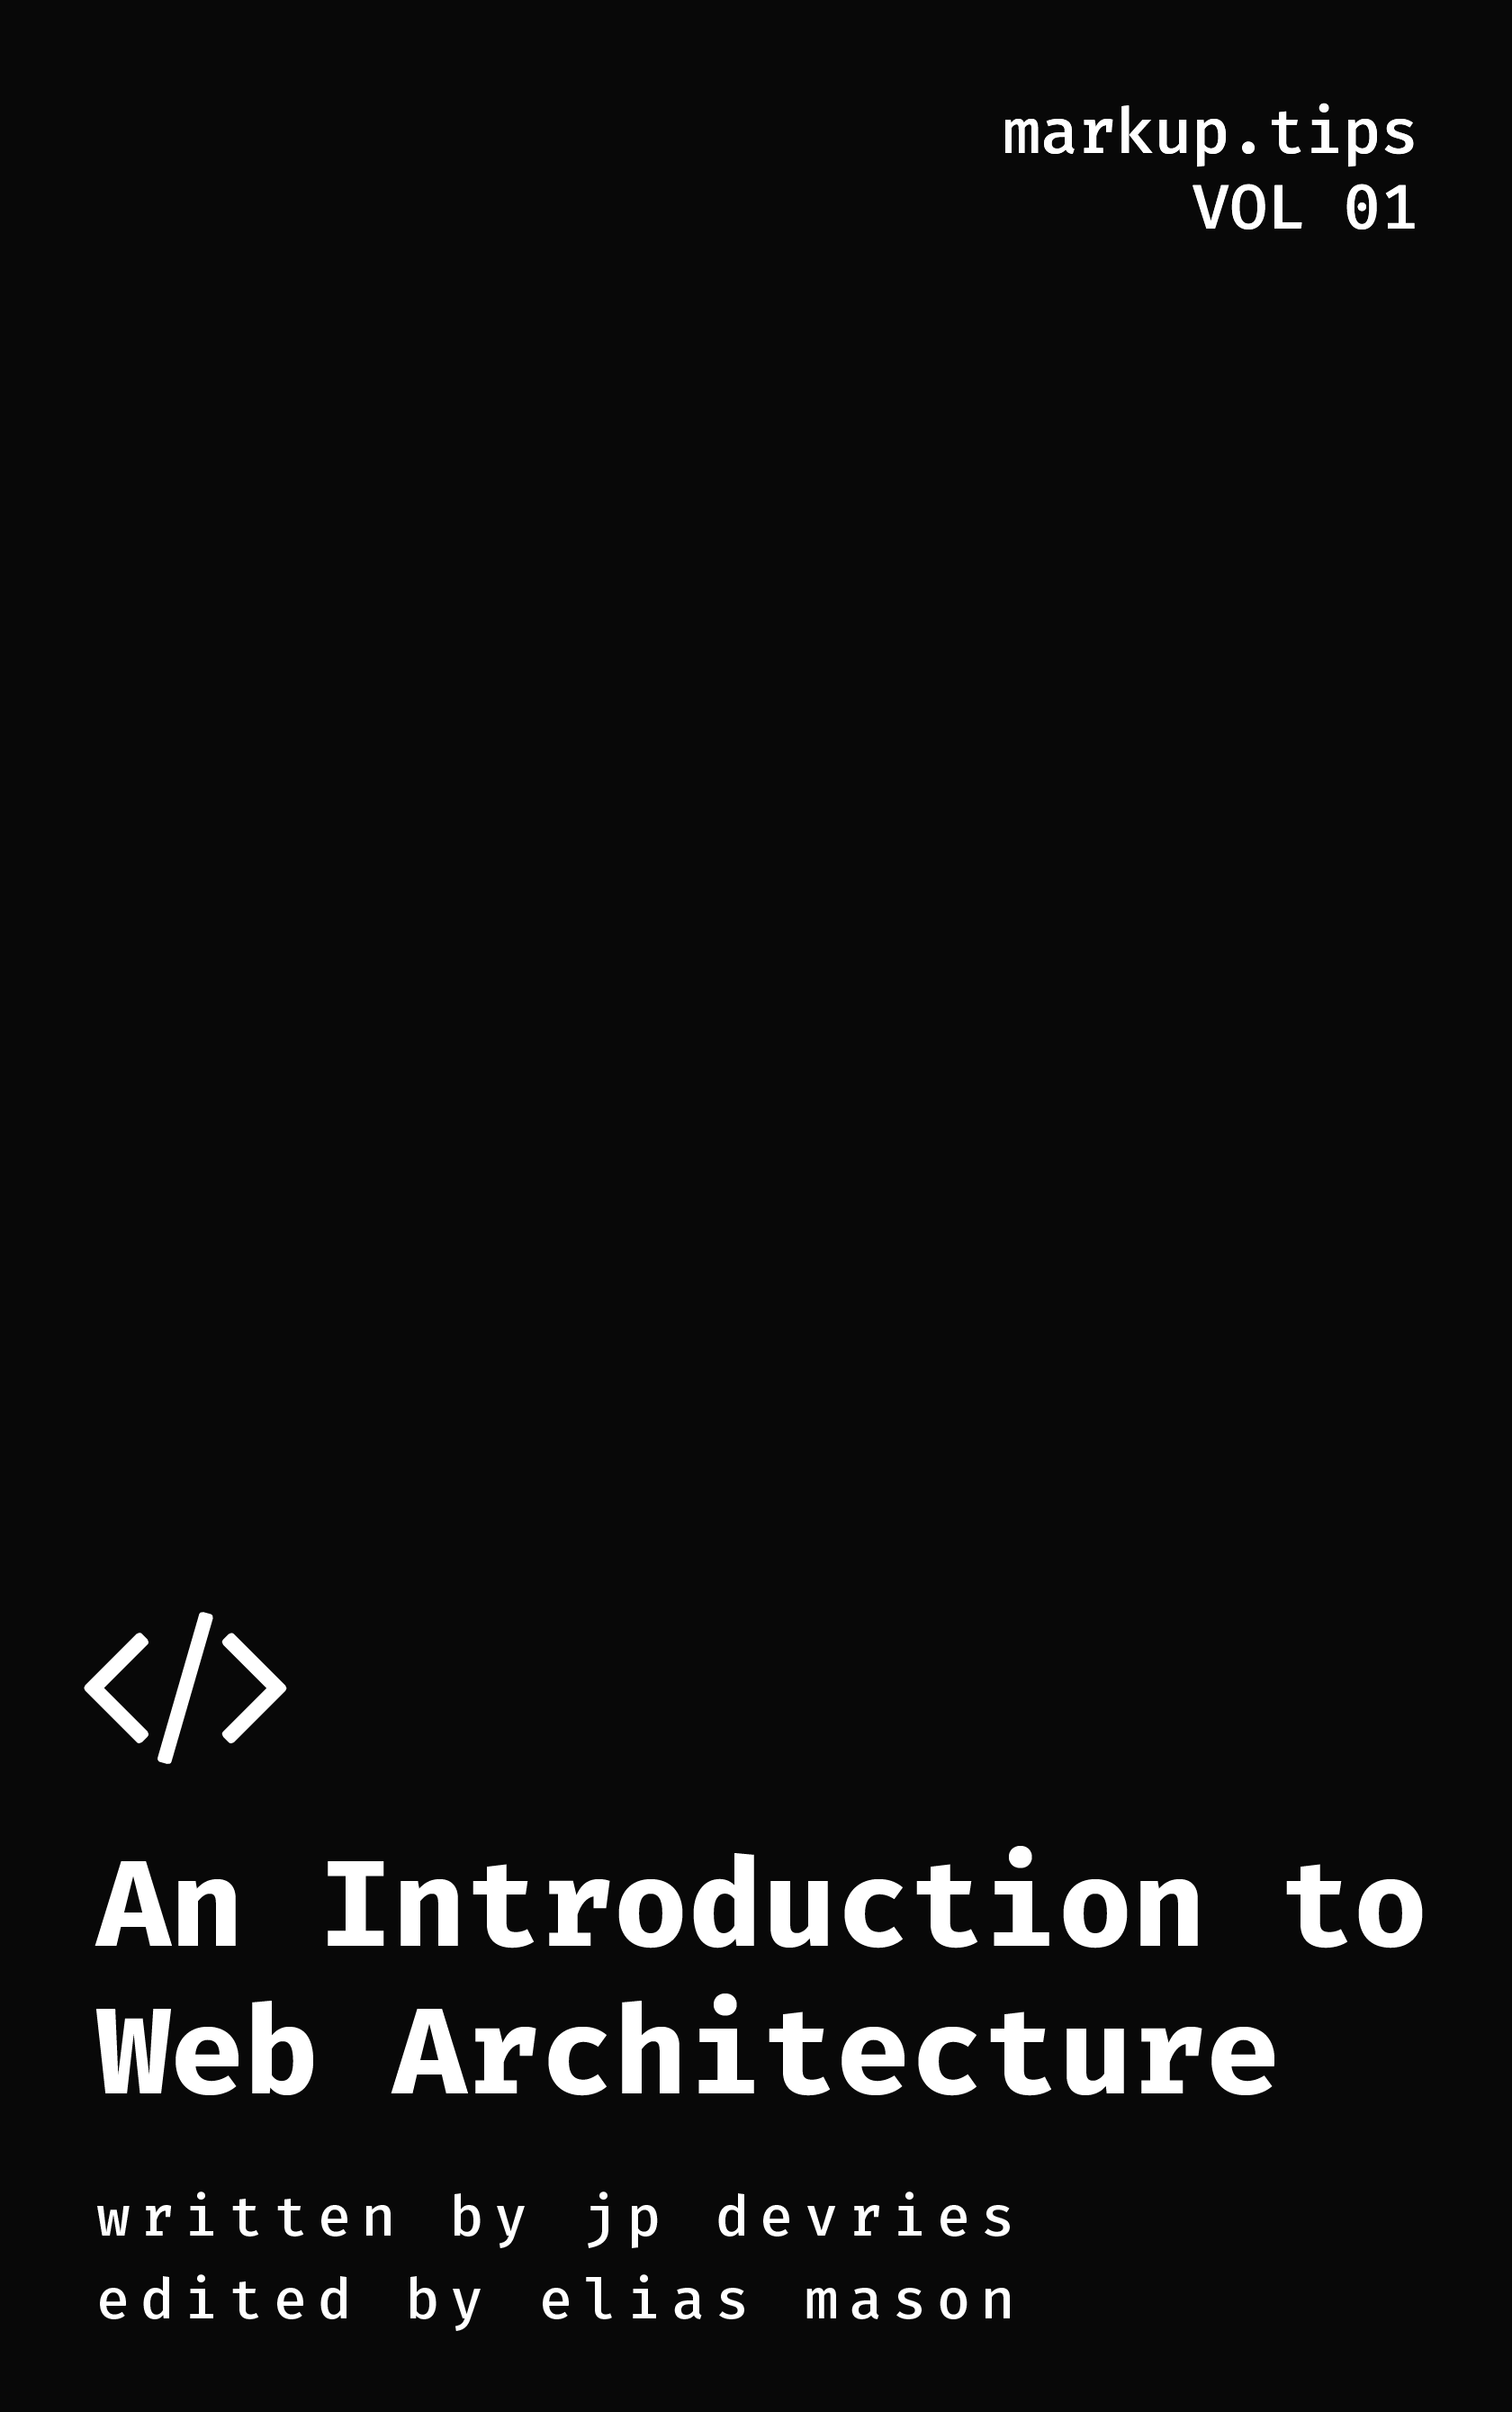 markup.tips
VOL 01
</>
An Introduction to
Web Architecture
written by jp devries
edited by elias mason